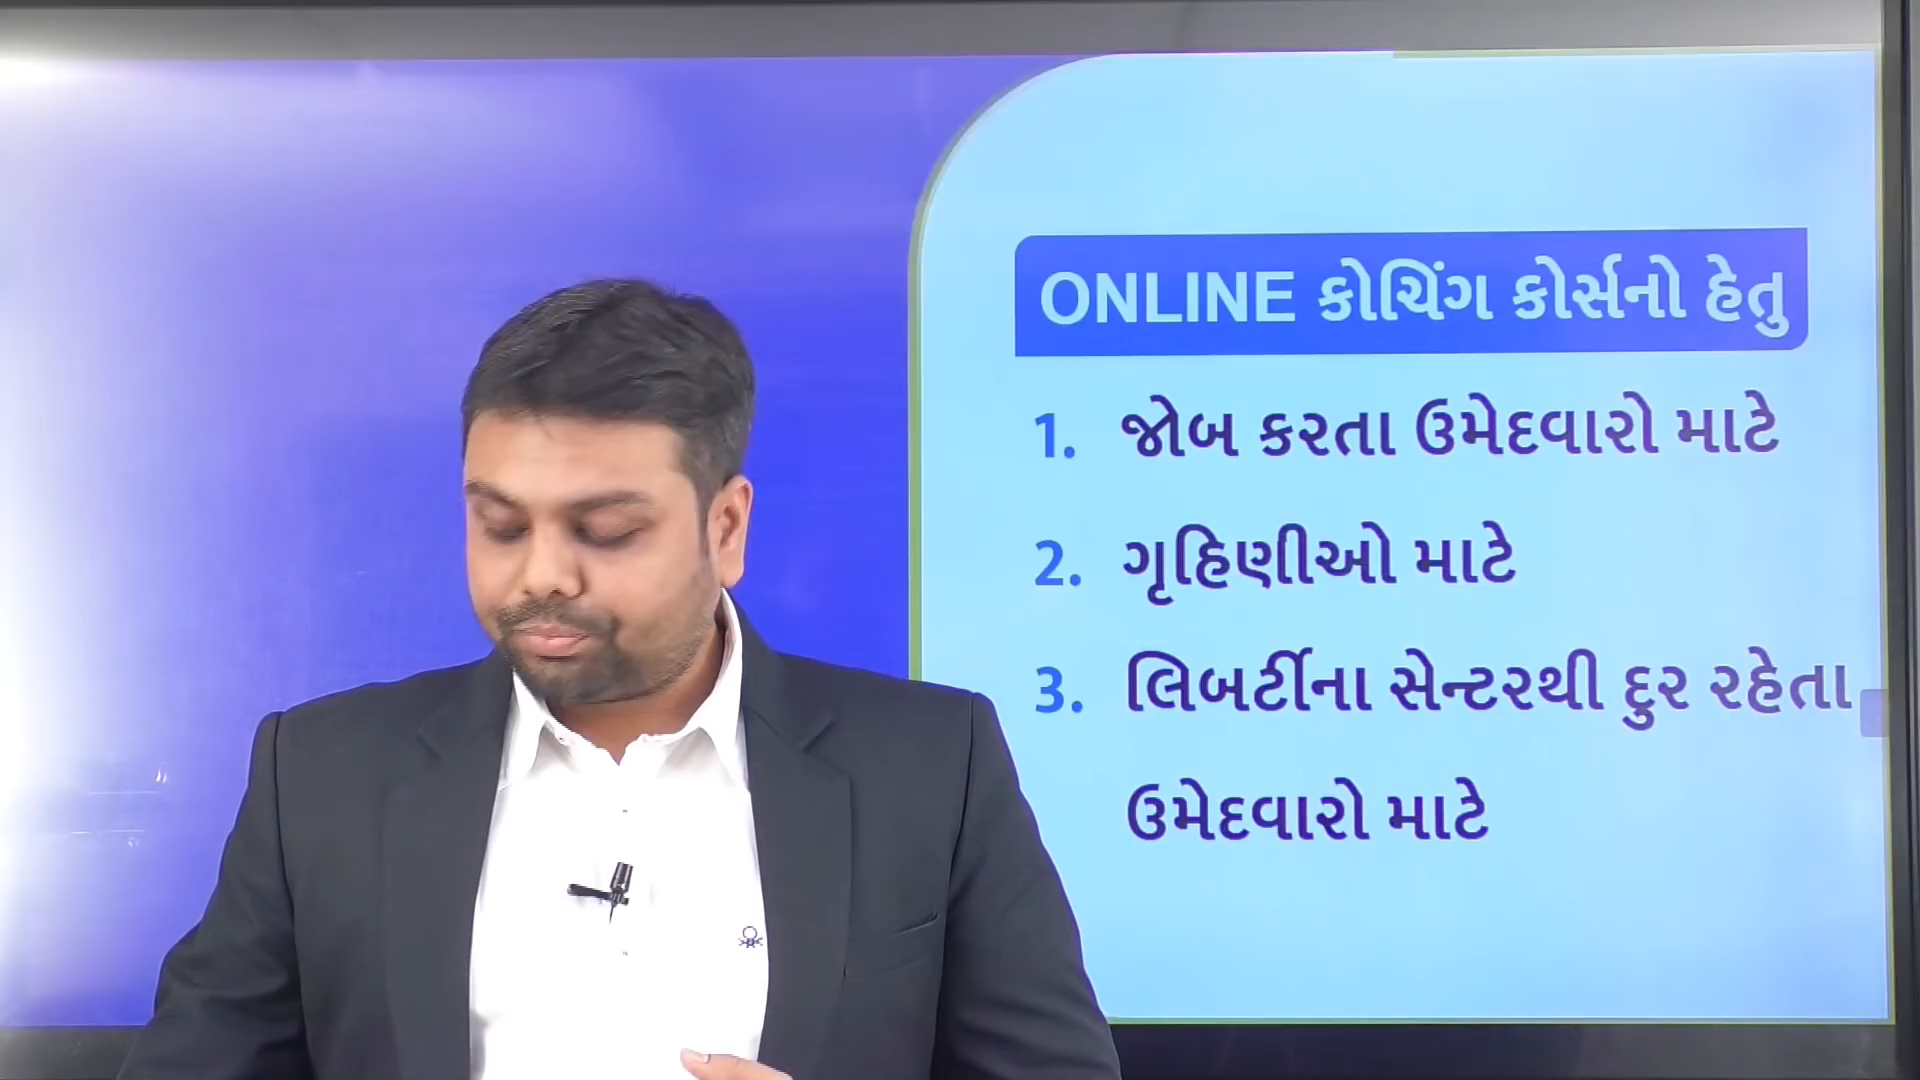 ONLINE કોચિંગ કોર્સનો હેતુ
1. જોબ કરતા ઉમેદવારો માટે
2. ગૃહિણીઓ માટે
3. લિબર્ટીના સેન્ટરથી દુર રહેતા
ઉમેદવારો માટે